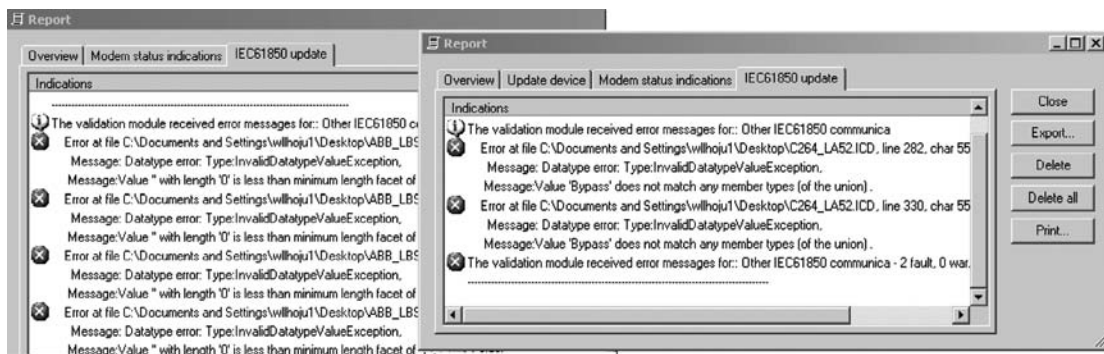 Report
Overview Modem status indications IEC61850 update
Indications
The validation module received error messages for:: Other IEC61850 c
Error at file C:\Documents and Settings\wllhoju1\Desktop\ABB_LBS
Message: Datatype error: Type:InvalidDatatypeValueException,
Message:Value '' with length '0' is less than minimum length facet of
Error at file C:\Documents and Settings\wllhoju1\Desktop\ABB_LBS
Message: Datatype error: Type:InvalidDatatypeValueException,
Message:Value '' with length '0' is less than minimum length facet of
Error at file C:\Documents and Settings\wllhoju1\Desktop\ABB_LBS
Message: Datatype error: Type:InvalidDatatypeValueException,
Message:Value '' with length '0' is less than minimum length facet of
Error at file C:\Documents and Settings\wllhoju1\Desktop\ABB_LBS
Message: Datatype error: Type:InvalidDatatypeValueException,
Message:Value '' with length '0' is less than minimum length facet of
Report
Overview Update device Modem status indications IEC61850 update
Indications
The validation module received error messages for:: Other IEC61850 communica
Error at file C:\Documents and Settings\wllhoju1\Desktop\C264_LA52.ICD, line 282, char 55
Message: Datatype error: Type:InvalidDatatypeValueException,
Message:Value 'Bypass' does not match any member types (of the union) .
Error at file C:\Documents and Settings\wllhoju1\Desktop\C264_LA52.ICD, line 330, char 55
Message: Datatype error: Type:InvalidDatatypeValueException,
Message:Value 'Bypass' does not match any member types (of the union) .
The validation module received error messages for:: Other IEC61850 communica - 2 fault, 0 war.
Close
Export...
Delete
Delete all
Print...